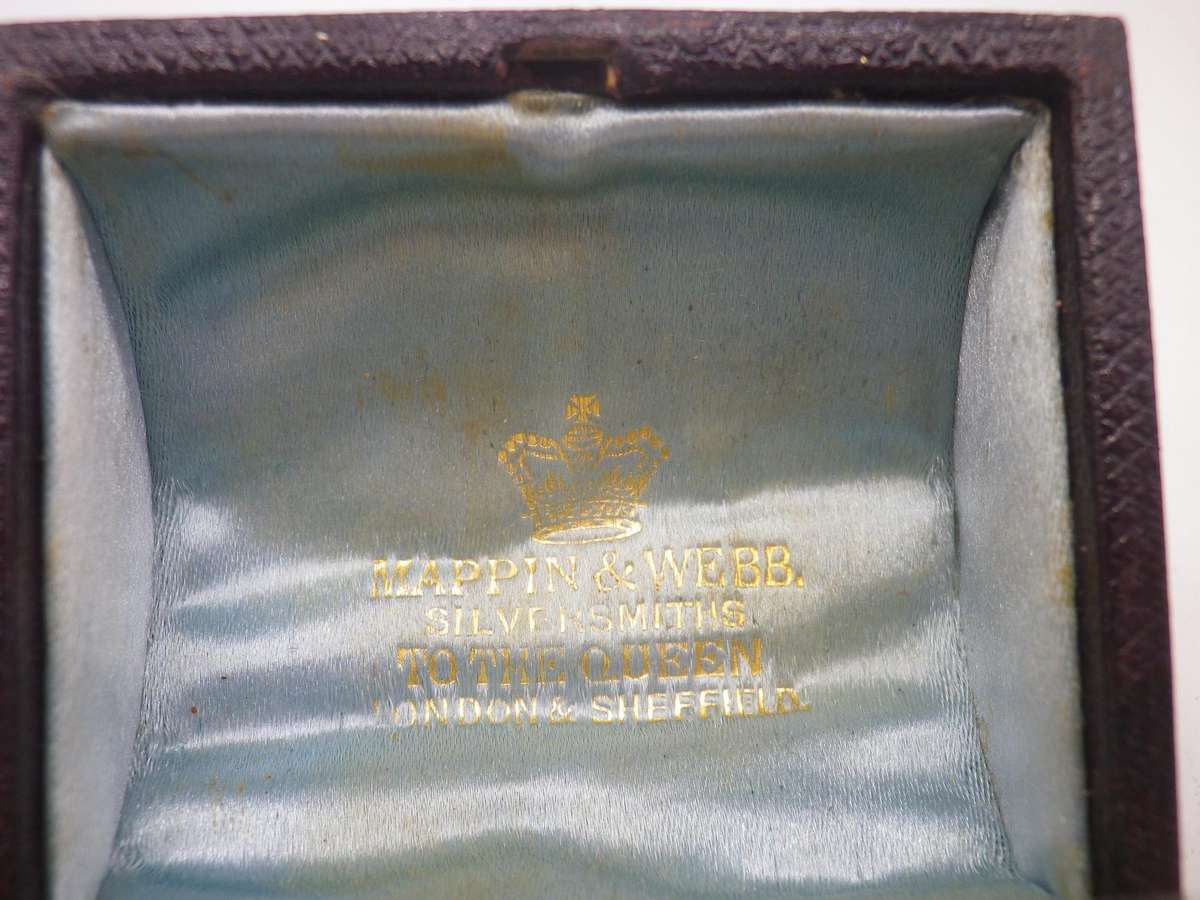 MAPPIN & WEBB.
SILVERSMITHS
TO THE QUEEN
LONDON & SHEFFIELD.